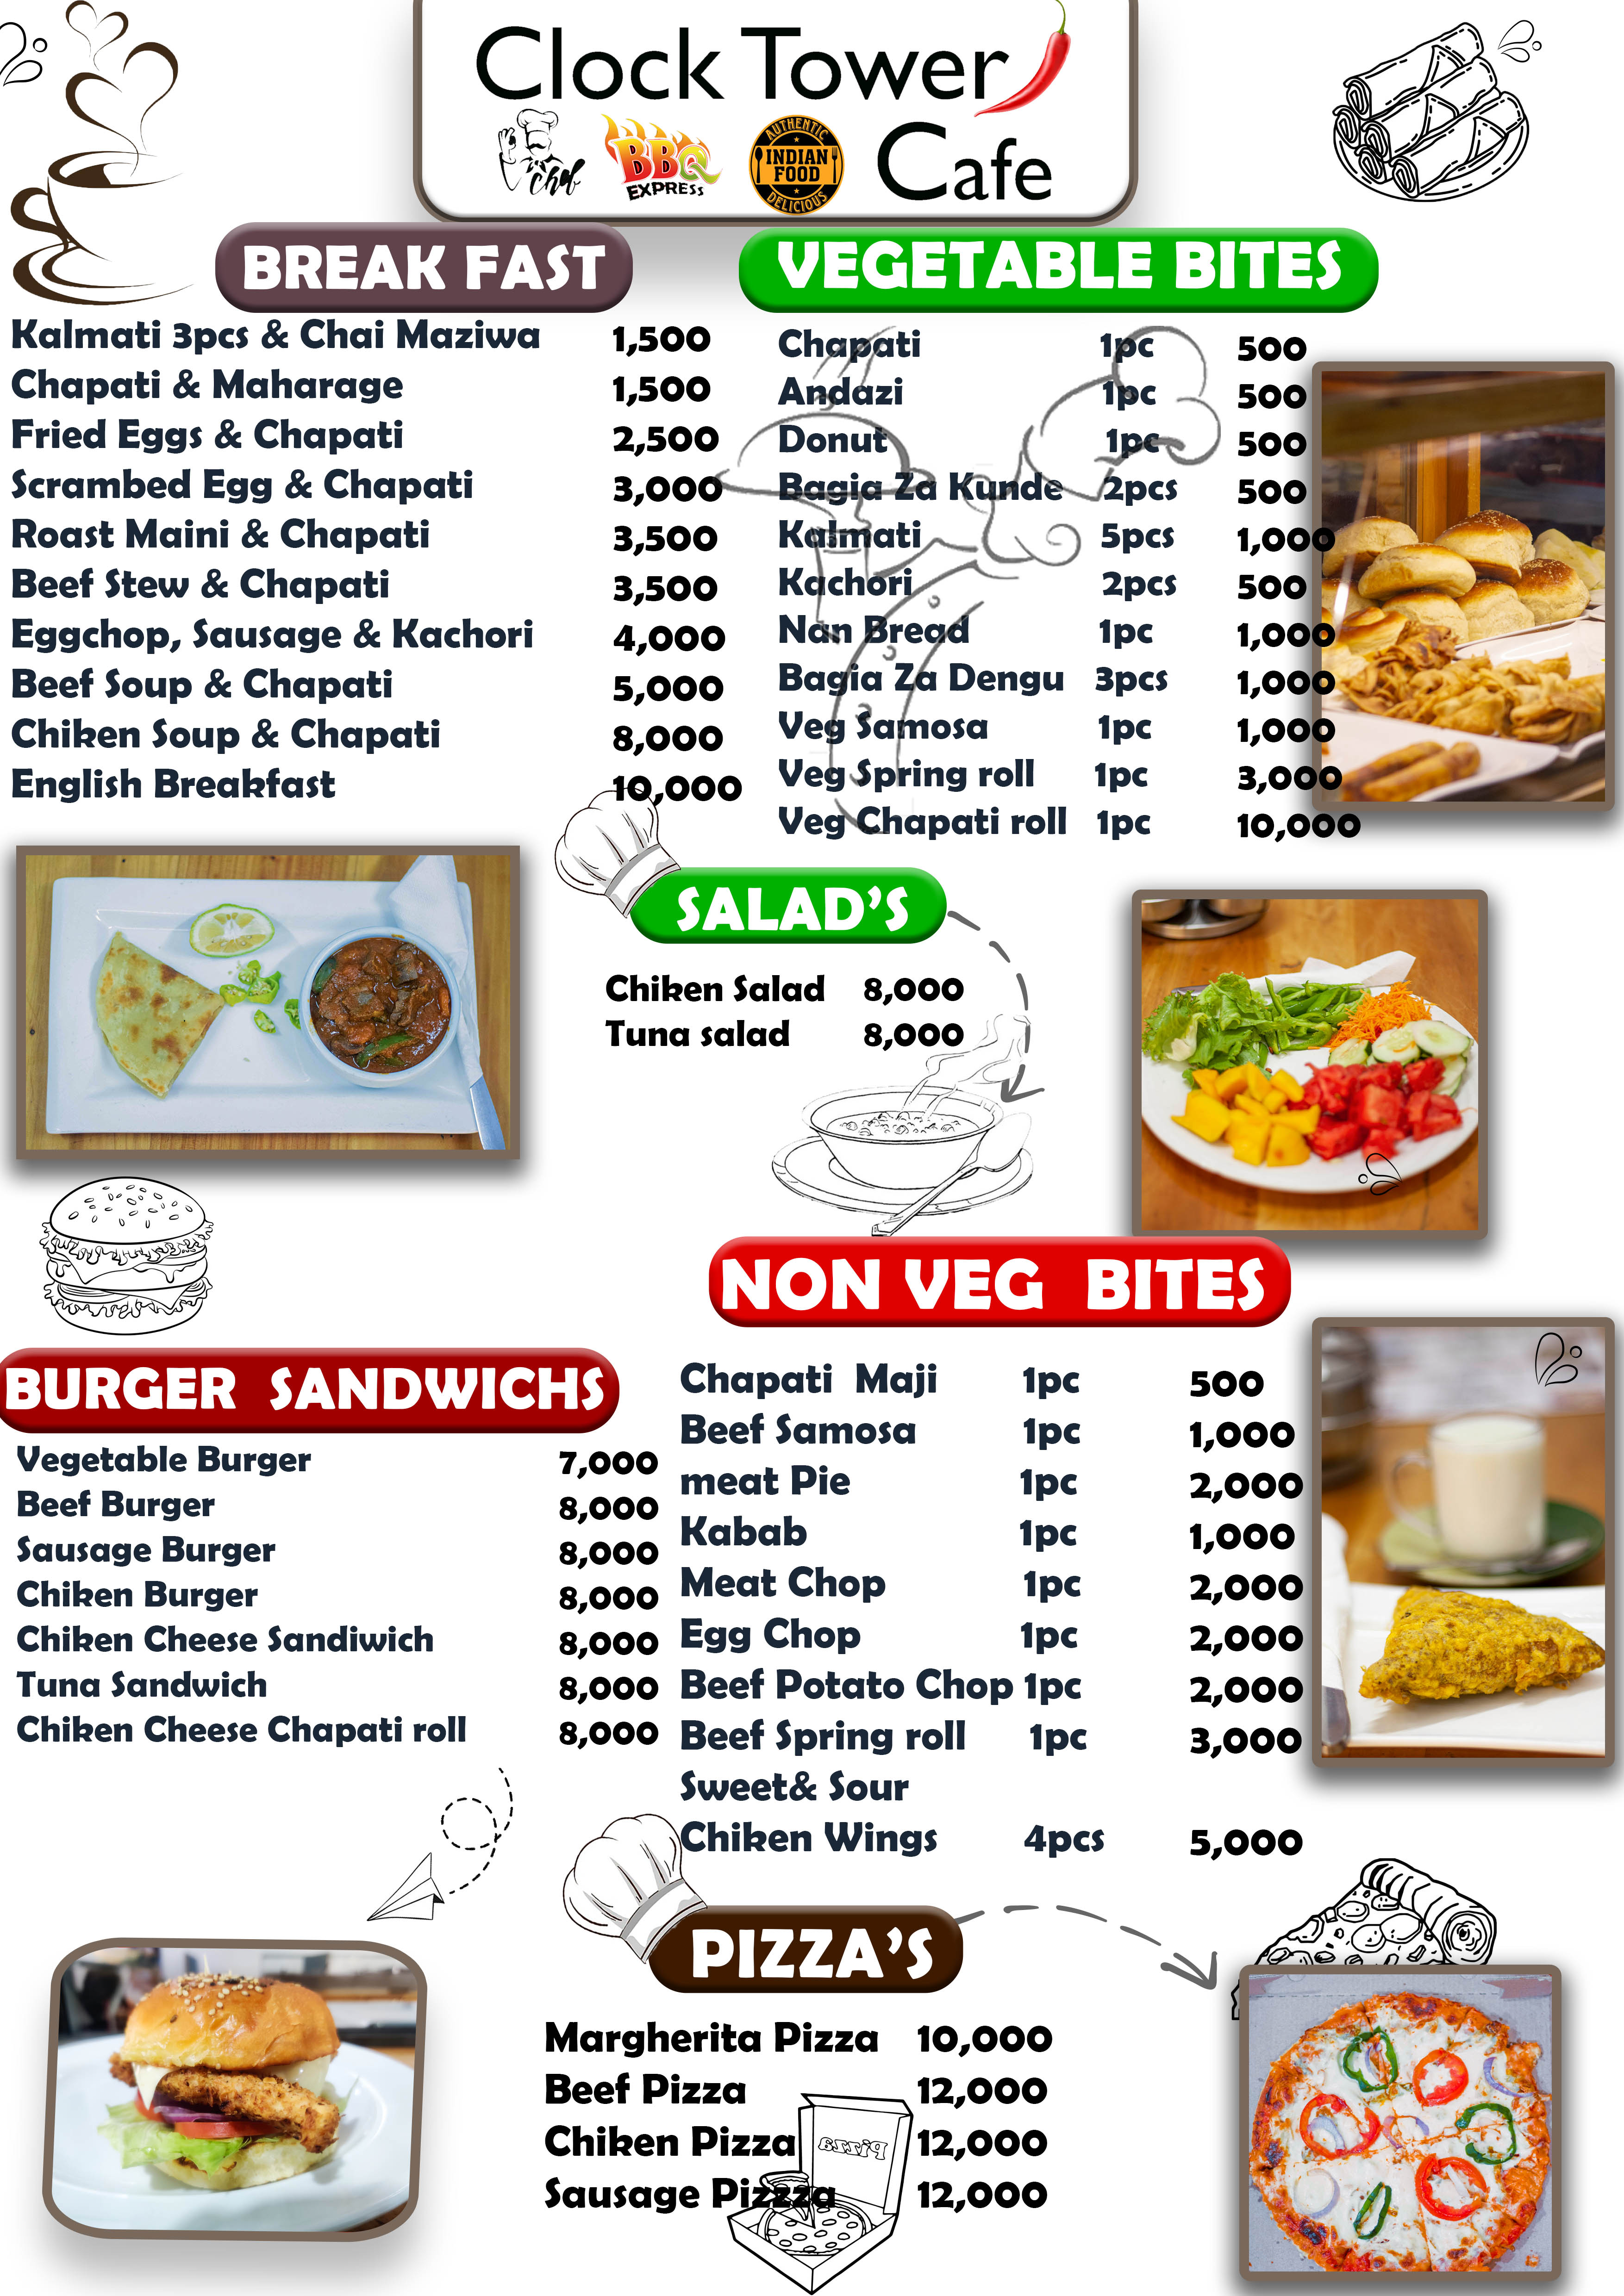 Clock Tower
Cafe
chef
BBQ
EXPRESS
AUTHENTIC
INDIAN
FOOD
DELICIOUS
BREAK FAST
Kalmati 3pcs & Chai Maziwa 1,500
Chapati & Maharage 1,500
Fried Eggs & Chapati 2,500
Scrambed Egg & Chapati 3,000
Roast Maini & Chapati 3,500
Beef Stew & Chapati 3,500
Eggchop, Sausage & Kachori 4,000
Beef Soup & Chapati 5,000
Chiken Soup & Chapati 8,000
English Breakfast 10,000
VEGETABLE BITES
Chapati 1pc 500
Andazi 1pc 500
Donut 1pc 500
Bagia Za Kunde 2pcs 500
Kalmati 5pcs 1,000
Kachori 2pcs 500
Nan Bread 1pc 1,000
Bagia Za Dengu 3pcs 1,000
Veg Samosa 1pc 1,000
Veg Spring roll 1pc 3,000
Veg Chapati roll 1pc 10,000
SALAD'S
Chiken Salad 8,000
Tuna salad 8,000
BURGER SANDWICHS
Vegetable Burger 7,000
Beef Burger 8,000
Sausage Burger 8,000
Chiken Burger 8,000
Chiken Cheese Sandiwich 8,000
Tuna Sandwich 8,000
Chiken Cheese Chapati roll 8,000
NON VEG BITES
Chapati Maji 1pc 500
Beef Samosa 1pc 1,000
meat Pie 1pc 2,000
Kabab 1pc 1,000
Meat Chop 1pc 2,000
Egg Chop 1pc 2,000
Beef Potato Chop 1pc 2,000
Beef Spring roll 1pc 3,000
Sweet& Sour
Chiken Wings 4pcs 5,000
PIZZA'S
Margherita Pizza 10,000
Beef Pizza 12,000
Chiken Pizza 12,000
Sausage Pizzza 12,000
pizza